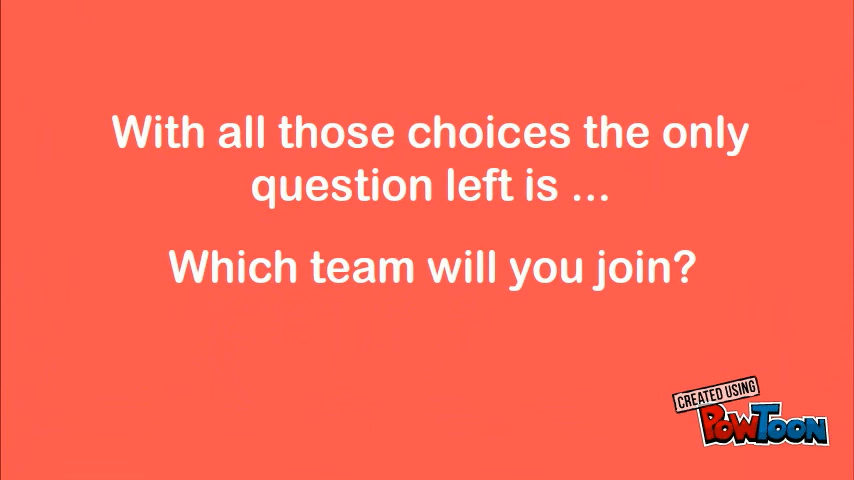 With all those choices the only
question left is ...
Which team will you join?
CREATED USING
POWTOON